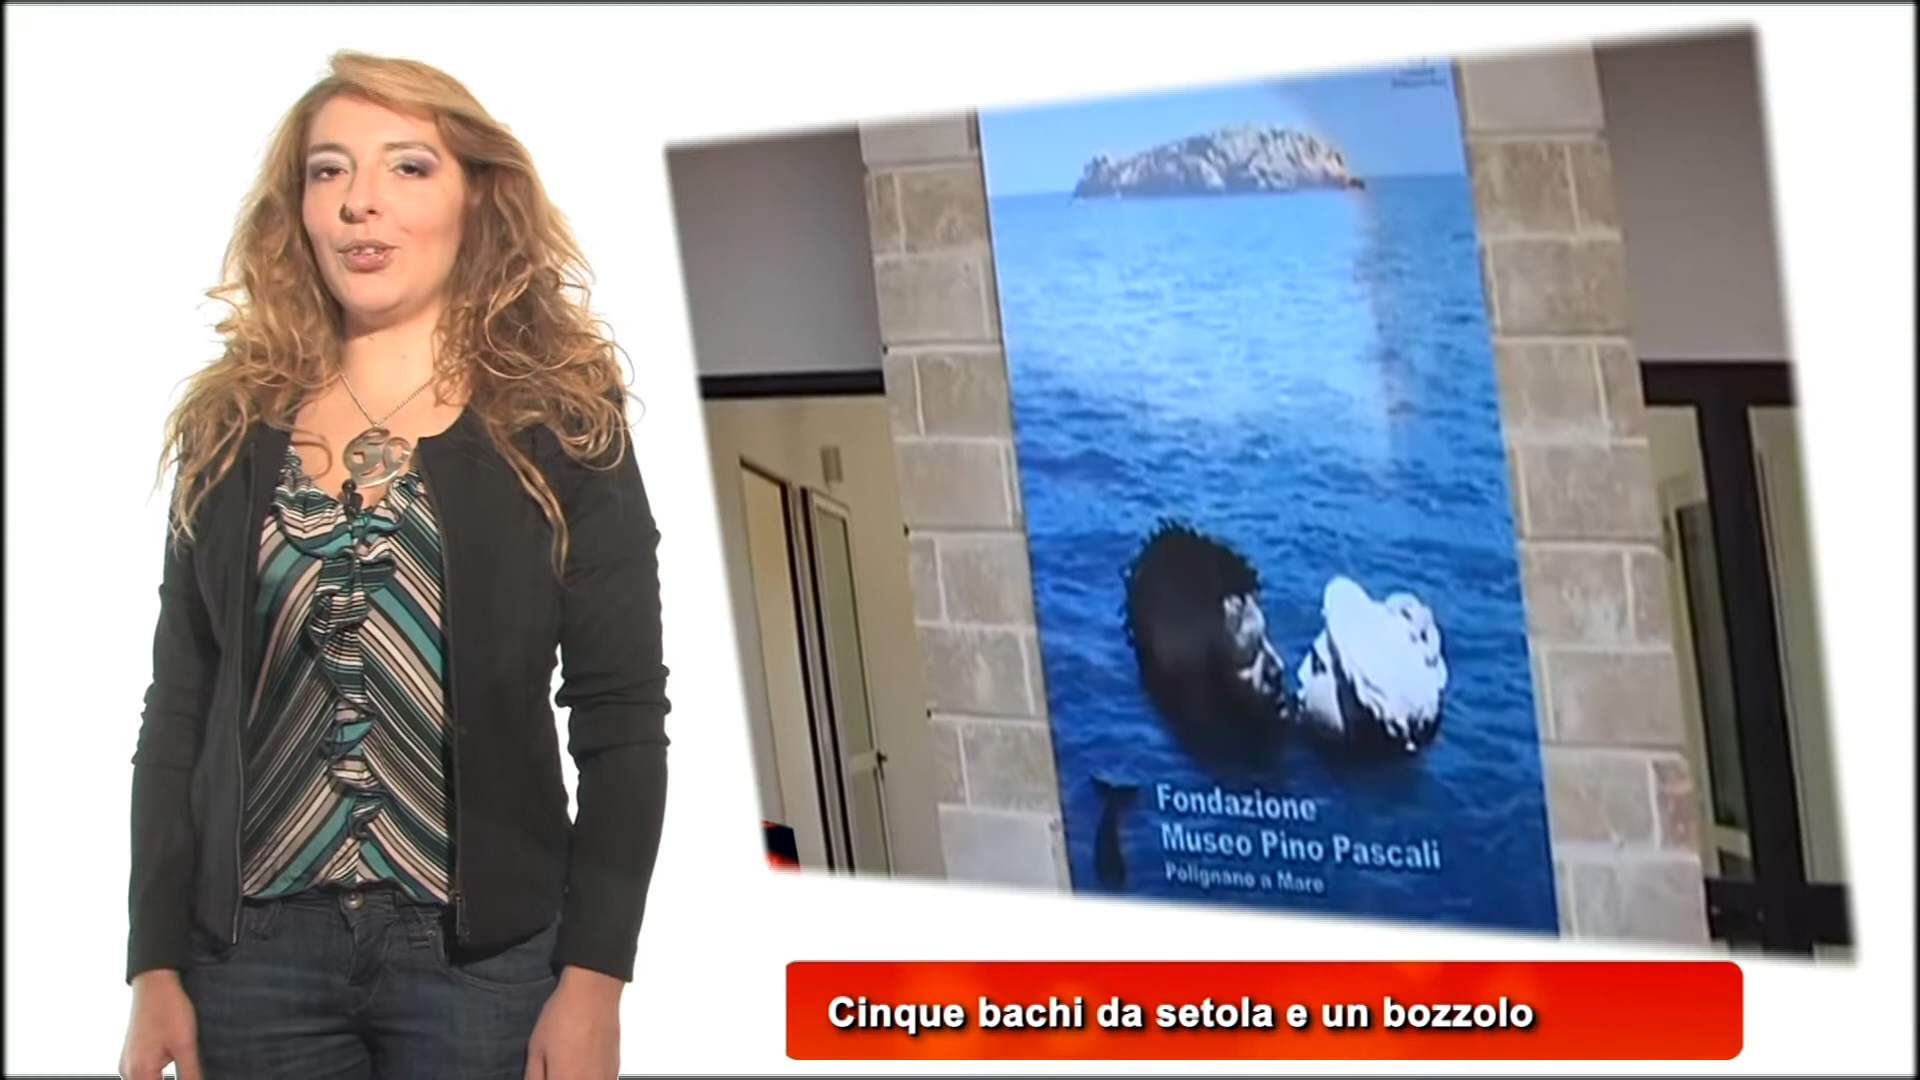 Fondazione
Museo Pino Pascali
Polignano a Mare
Cinque bachi da setola e un bozzolo